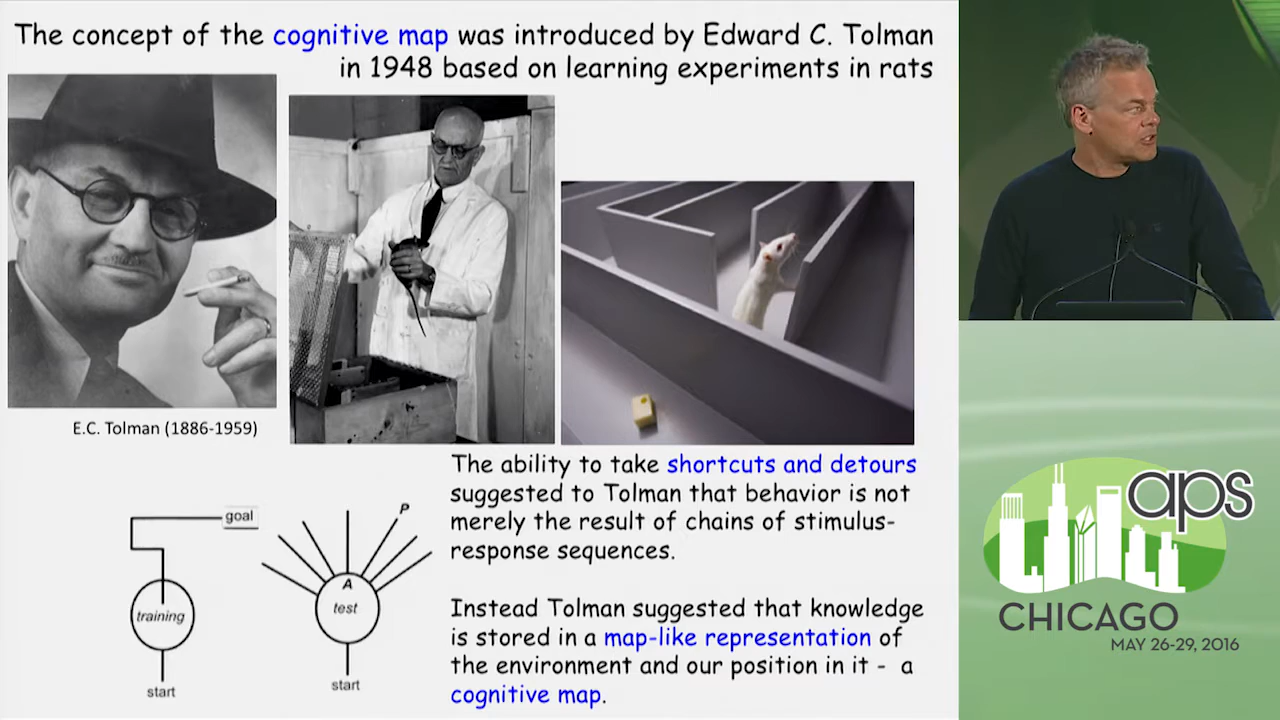 The concept of the cognitive map was introduced by Edward C. Tolman
in 1948 based on learning experiments in rats
E.C. Tolman (1886-1959)
The ability to take shortcuts and detours
suggested to Tolman that behavior is not
merely the result of chains of stimulus-
response sequences.
Instead Tolman suggested that knowledge
is stored in a map-like representation of
the environment and our position in it - a
cognitive map.
goal
training
start
P
A
test
start
aps
CHICAGO
MAY 26-29, 2016